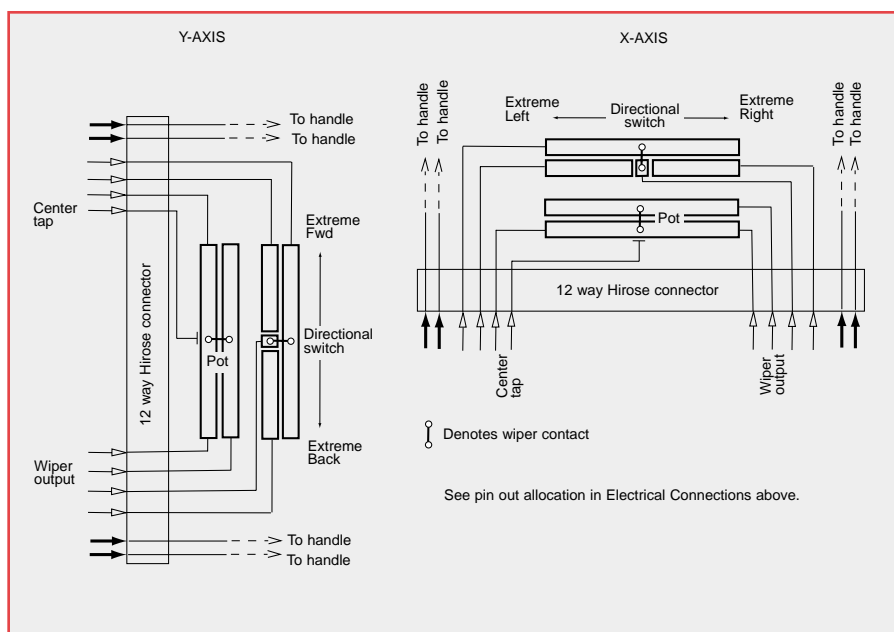 Y-AXIS
To handle
To handle
Center
tap
Extreme
Fwd
12 way Hirose connector
Pot
Directional
switch
Extreme
Back
Wiper
output
To handle
To handle
X-AXIS
To handle
To handle
Extreme
Left
Directional
switch
Extreme
Right
To handle
To handle
Pot
12 way Hirose connector
Center
tap
Wiper
output
Denotes wiper contact
See pin out allocation in Electrical Connections above.